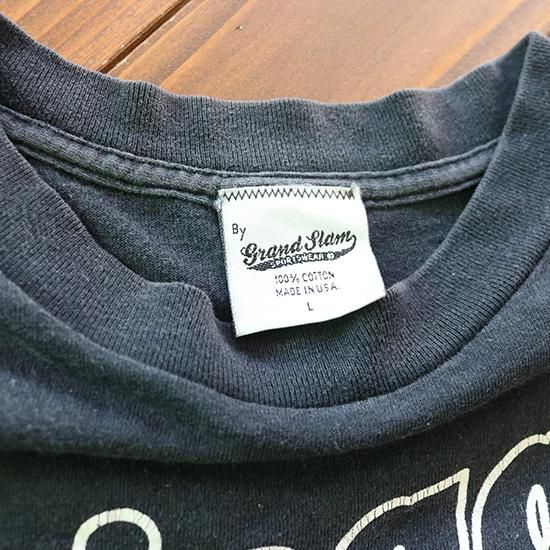 By
Grand Slam
SPORTSWEAR ®
100% COTTON
MADE IN U.S.A.
L